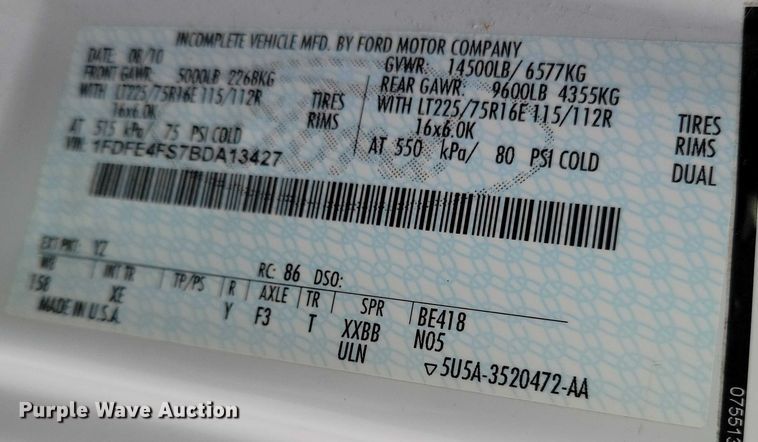 INCOMPLETE VEHICLE MFD. BY FORD MOTOR COMPANY
DATE: 08/10 GVWR: 14500LB/ 6577KG
FRONT GAWR: 5000LB 2268KG REAR GAWR: 9600LB 4355KG
WITH LT225/75R16E 115/112R TIRES WITH LT225/75R16E 115/112R TIRES
16x6.0K RIMS 16x6.0K RIMS
AT 515 kPa/ 75 PSI COLD AT 550 kPa/ 80 PSI COLD DUAL
VIN: 1FDFE4FS7BDA13427
EXT PNT: YZ RC: 86 DSO:
WB INT TR TP/PS R AXLE TR SPR BE418
158 XE Y F3 T XXBB N05
MADE IN U.S.A. ULN ▽5U5A-3520472-AA
07551
Purple Wave Auction